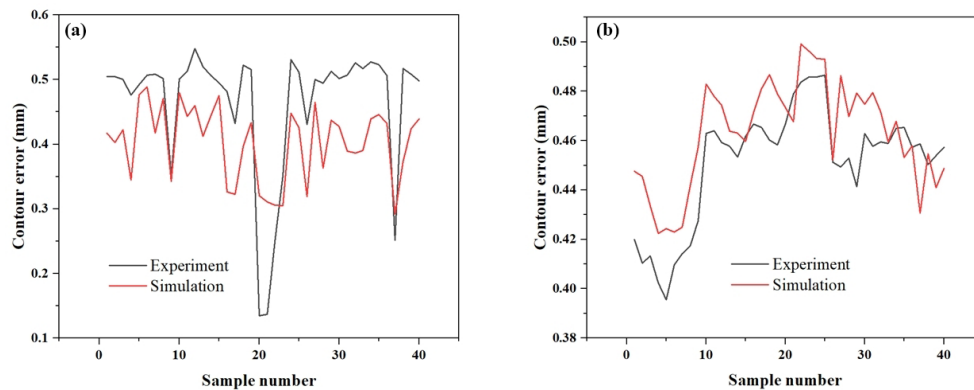 (a)
Contour error (mm)
0.6
0.5
0.4
0.3
0.2
0.1
Experiment
Simulation
0 10 20 30 40
Sample number
(b)
Contour error (mm)
0.50
0.48
0.46
0.44
0.42
0.40
0.38
Experiment
Simulation
0 10 20 30 40
Sample number